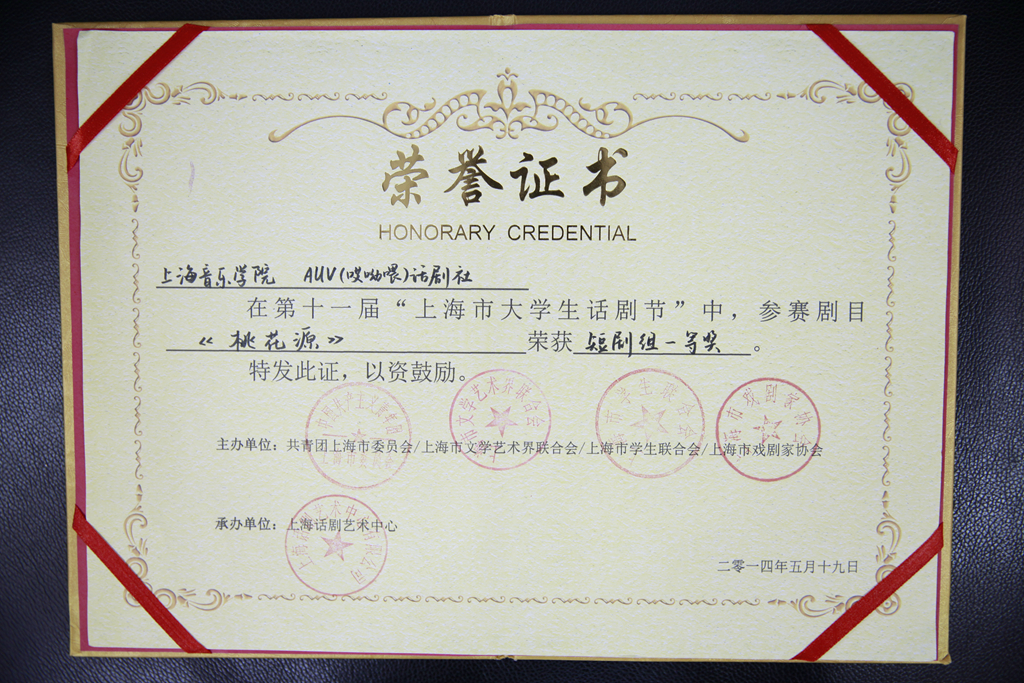 荣誉证书
HONORARY CREDENTIAL
上海音乐学院 AUV(哎呦喂)话剧社
在第十一届“上海市大学生话剧节”中，参赛剧目
《桃花源》荣获短剧组一等奖。
特发此证，以资鼓励。
主办单位：共青团上海市委员会/上海市文学艺术界联合会/上海市学生联合会/上海市戏剧家协会
承办单位：上海话剧艺术中心
二零一四年五月十九日